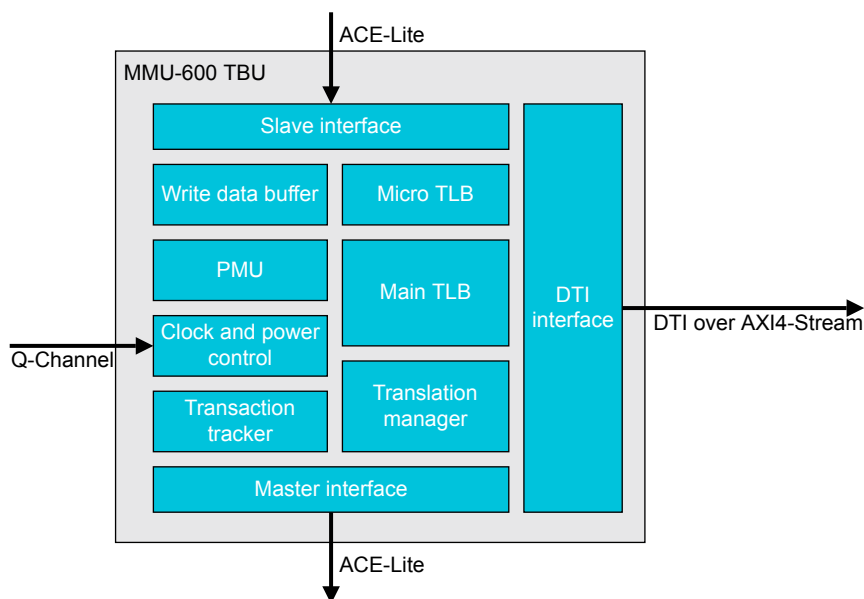 ACE-Lite
MMU-600 TBU
Slave interface
Write data buffer
Micro TLB
PMU
Main TLB
DTI
interface
DTI over AXI4-Stream
Q-Channel
Clock and power
control
Translation
manager
Transaction
tracker
Master interface
ACE-Lite